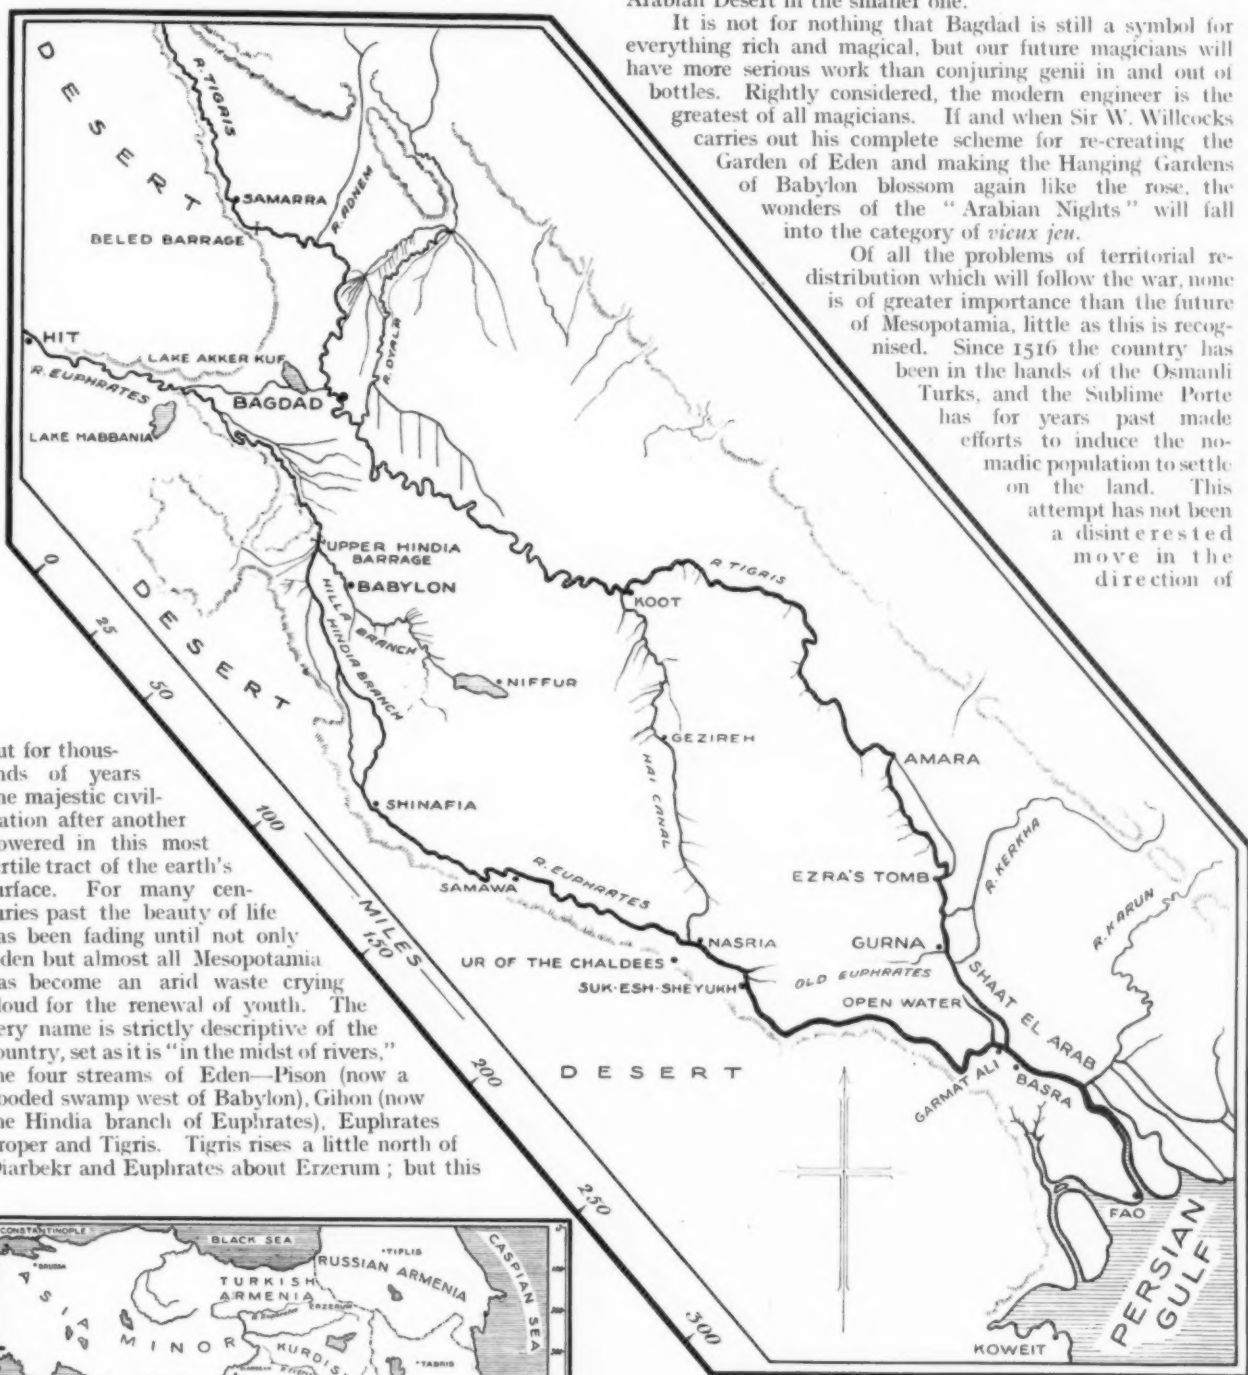 Arabian Desert in the smaller one.
It is not for nothing that Bagdad is still a symbol for
everything rich and magical, but our future magicians will
have more serious work than conjuring genii in and out of
bottles. Rightly considered, the modern engineer is the
greatest of all magicians. If and when Sir W. Willcocks
carries out his complete scheme for re-creating the
Garden of Eden and making the Hanging Gardens
of Babylon blossom again like the rose, the
wonders of the "Arabian Nights" will fall
into the category of vieux jeu.
Of all the problems of territorial re-
distribution which will follow the war, none
is of greater importance than the future
of Mesopotamia, little as this is recog-
nised. Since 1516 the country has
been in the hands of the Osmanli
Turks, and the Sublime Porte
has for years past made
efforts to induce the no-
madic population to settle
on the land. This
attempt has not been
a disinterested
move in the
direction of
DESERT
R. TIGRIS
SAMARRA
R. ADHEM
BELED BARRAGE
HIT
R. EUPHRATES
LAKE AKKER KUF
BAGDAD
R. DYALA
LAKE HABBANIA
UPPER HINDIA
BARRAGE
BABYLON
HILLA BRANCH
HINDIA BRANCH
NIFFUR
DESERT
SHINAFIA
KOOT
R. TIGRIS
GEZIREH
HAI CANAL
AMARA
R. KERKHA
EZRA'S TOMB
R. KARUN
SAMAWA
R. EUPHRATES
NASRIA
GURNA
UR OF THE CHALDEES
OLD EUPHRATES
SUK-ESH-SHEYUKH
OPEN WATER
SHAAT EL ARAB
DESERT
GARMAT ALI
BASRA
FAO
PERSIAN
GULF
KOWEIT
0
25
50
100
MILES
150
200
250
300
ut for thous-
nds of years
ne majestic civil-
ation after another
owered in this most
rtile tract of the earth's
urface. For many cen-
uries past the beauty of life
as been fading until not only
den but almost all Mesopotamia
as become an arid waste crying
loud for the renewal of youth. The
ery name is strictly descriptive of the
ountry, set as it is "in the midst of rivers,"
he four streams of Eden—Pison (now a
ooded swamp west of Babylon), Gihon (now
he Hindia branch of Euphrates), Euphrates
roper and Tigris. Tigris rises a little north of
iarbekr and Euphrates about Erzerum; but this
CONSTANTINOPLE
BLACK SEA
BRUSSA
TIFLIS
RUSSIAN ARMENIA
CASPIAN SEA
TURKISH
ARMENIA
ERZERUM
ASIA
MINOR
KURDIS
TABRIS